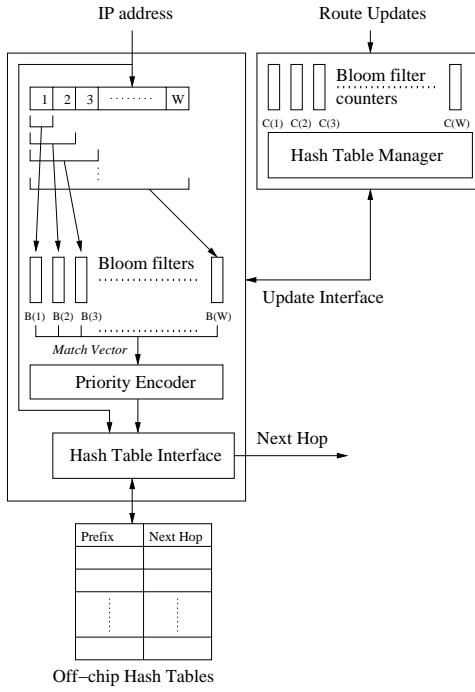 IP address
Route Updates
1 2 3 ........ W
Bloom filter
counters
C(1) C(2) C(3) C(W)
Hash Table Manager
Bloom filters
B(1) B(2) B(3) B(W)
Update Interface
Match Vector
Priority Encoder
Next Hop
Hash Table Interface
Prefix Next Hop
Off–chip Hash Tables